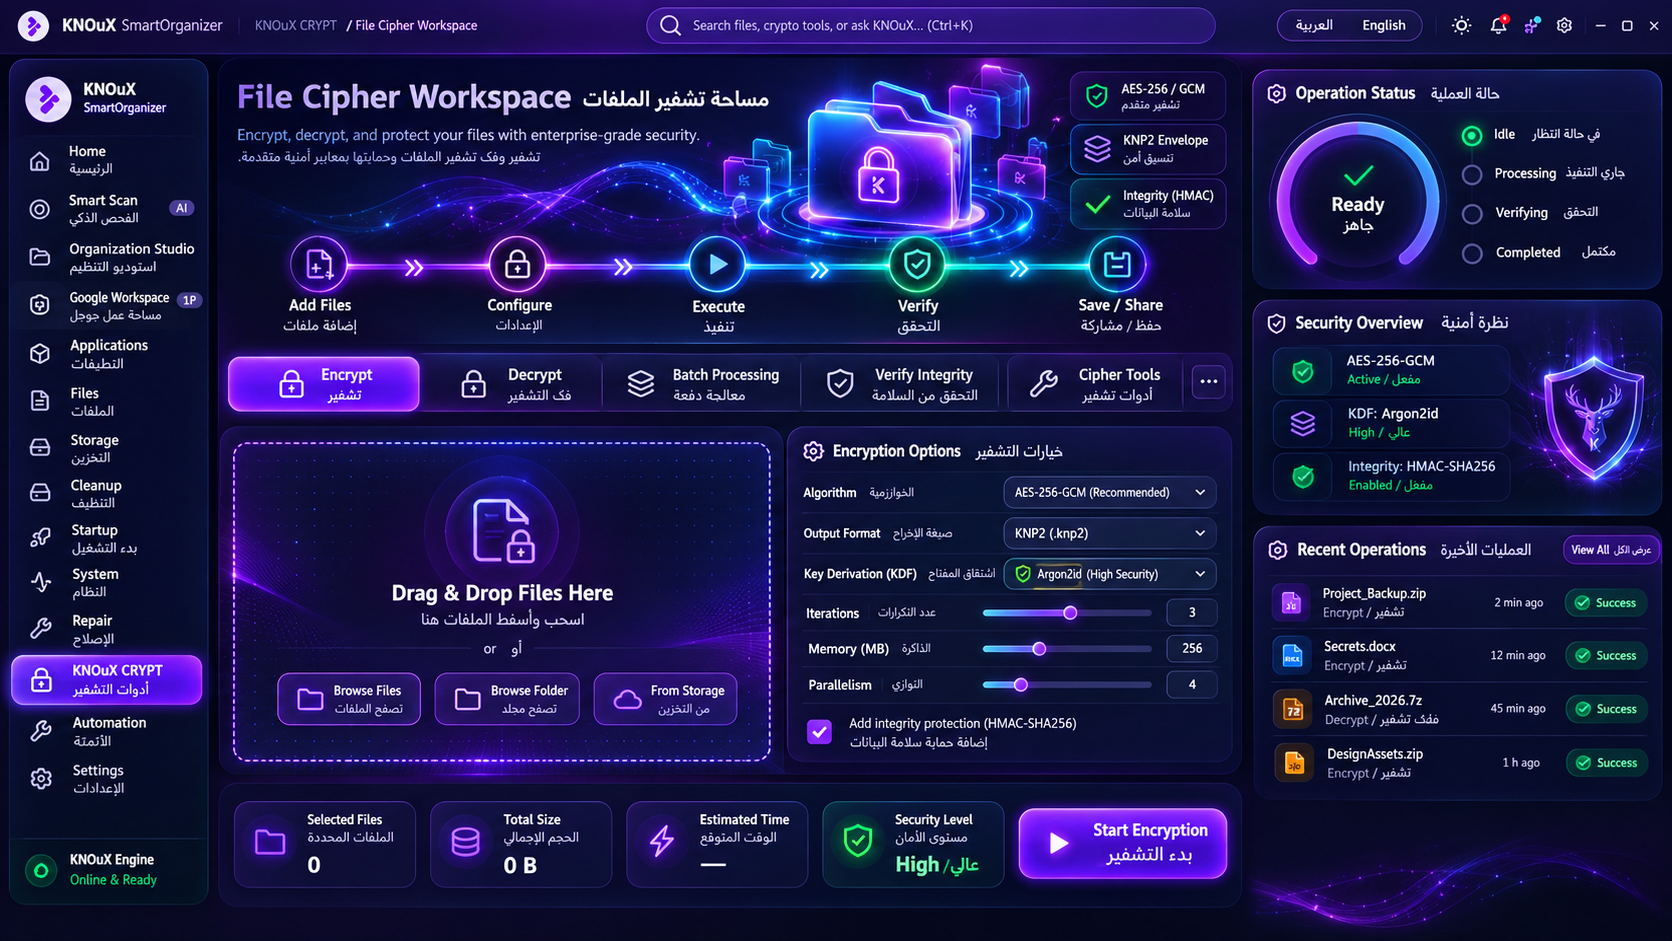 KNOuX SmartOrganizer
KNOuX CRYPT / File Cipher Workspace
Search files, crypto tools, or ask KNOuX... (Ctrl+K)
العربية
English
KNOuX
SmartOrganizer
Home
الرئيسية
Smart Scan
الفحص الذكي
AI
Organization Studio
استوديو التنظيم
Google Workspace
مساحة عمل جوجل
1P
Applications
التطبيقات
Files
الملفات
Storage
التخزين
Cleanup
التنظيف
Startup
بدء التشغيل
System
النظام
Repair
الإصلاح
KNOuX CRYPT
أدوات التشفير
Automation
الأتمتة
Settings
الإعدادات
KNOuX Engine
Online & Ready
File Cipher Workspace مساحة تشفير الملفات
Encrypt, decrypt, and protect your files with enterprise-grade security.
تشفير وفك تشفير الملفات وحمايتها بمعايير أمنية متقدمة.
AES-256 / GCM
تشفير متقدم
KNP2 Envelope
تنسيق أمن
Integrity (HMAC)
سلامة البيانات
Add Files
إضافة ملفات
Configure
الإعدادات
Execute
تنفيذ
Verify
التحقق
Save / Share
حفظ / مشاركة
Encrypt
تشفير
Decrypt
فك التشفير
Batch Processing
معالجة دفعة
Verify Integrity
التحقق من السلامة
Cipher Tools
أدوات تشفير
Drag & Drop Files Here
اسحب وأسقط الملفات هنا
or أو
Browse Files
تصفح الملفات
Browse Folder
تصفح مجلد
From Storage
من التخزين
Encryption Options خيارات التشفير
Algorithm الخوازرمية
AES-256-GCM (Recommended)
Output Format صيغة الإخراج
KNP2 (.knp2)
Key Derivation (KDF) اشتقاق المفتاح
Argon2id (High Security)
Iterations عدد التكرارات
3
Memory (MB) الذاكرة
256
Parallelism التوازي
4
Add integrity protection (HMAC-SHA256)
إضافة حماية سلامة البيانات
Selected Files
الملفات المحددة
0
Total Size
الحجم الإجمالي
0 B
Estimated Time
الوقت المتوقع
—
Security Level
مستوى الأمان
High / عالي
Start Encryption
بدء التشفير
Operation Status حالة العملية
Ready
جاهز
Idle في حالة انتظار
Processing جاري التنفيذ
Verifying التحقق
Completed مكتمل
Security Overview نظرة أمنية
AES-256-GCM
Active / مفعل
KDF: Argon2id
High / عالي
Integrity: HMAC-SHA256
Enabled / مفعل
Recent Operations العمليات الأخيرة
View All عرض الكل
Project_Backup.zip
Encrypt / تشفير
2 min ago
Success
Secrets.docx
Encrypt / تشفير
12 min ago
Success
Archive_2026.7z
Decrypt / فك تشفير
45 min ago
Success
DesignAssets.zip
Encrypt / تشفير
1 h ago
Success